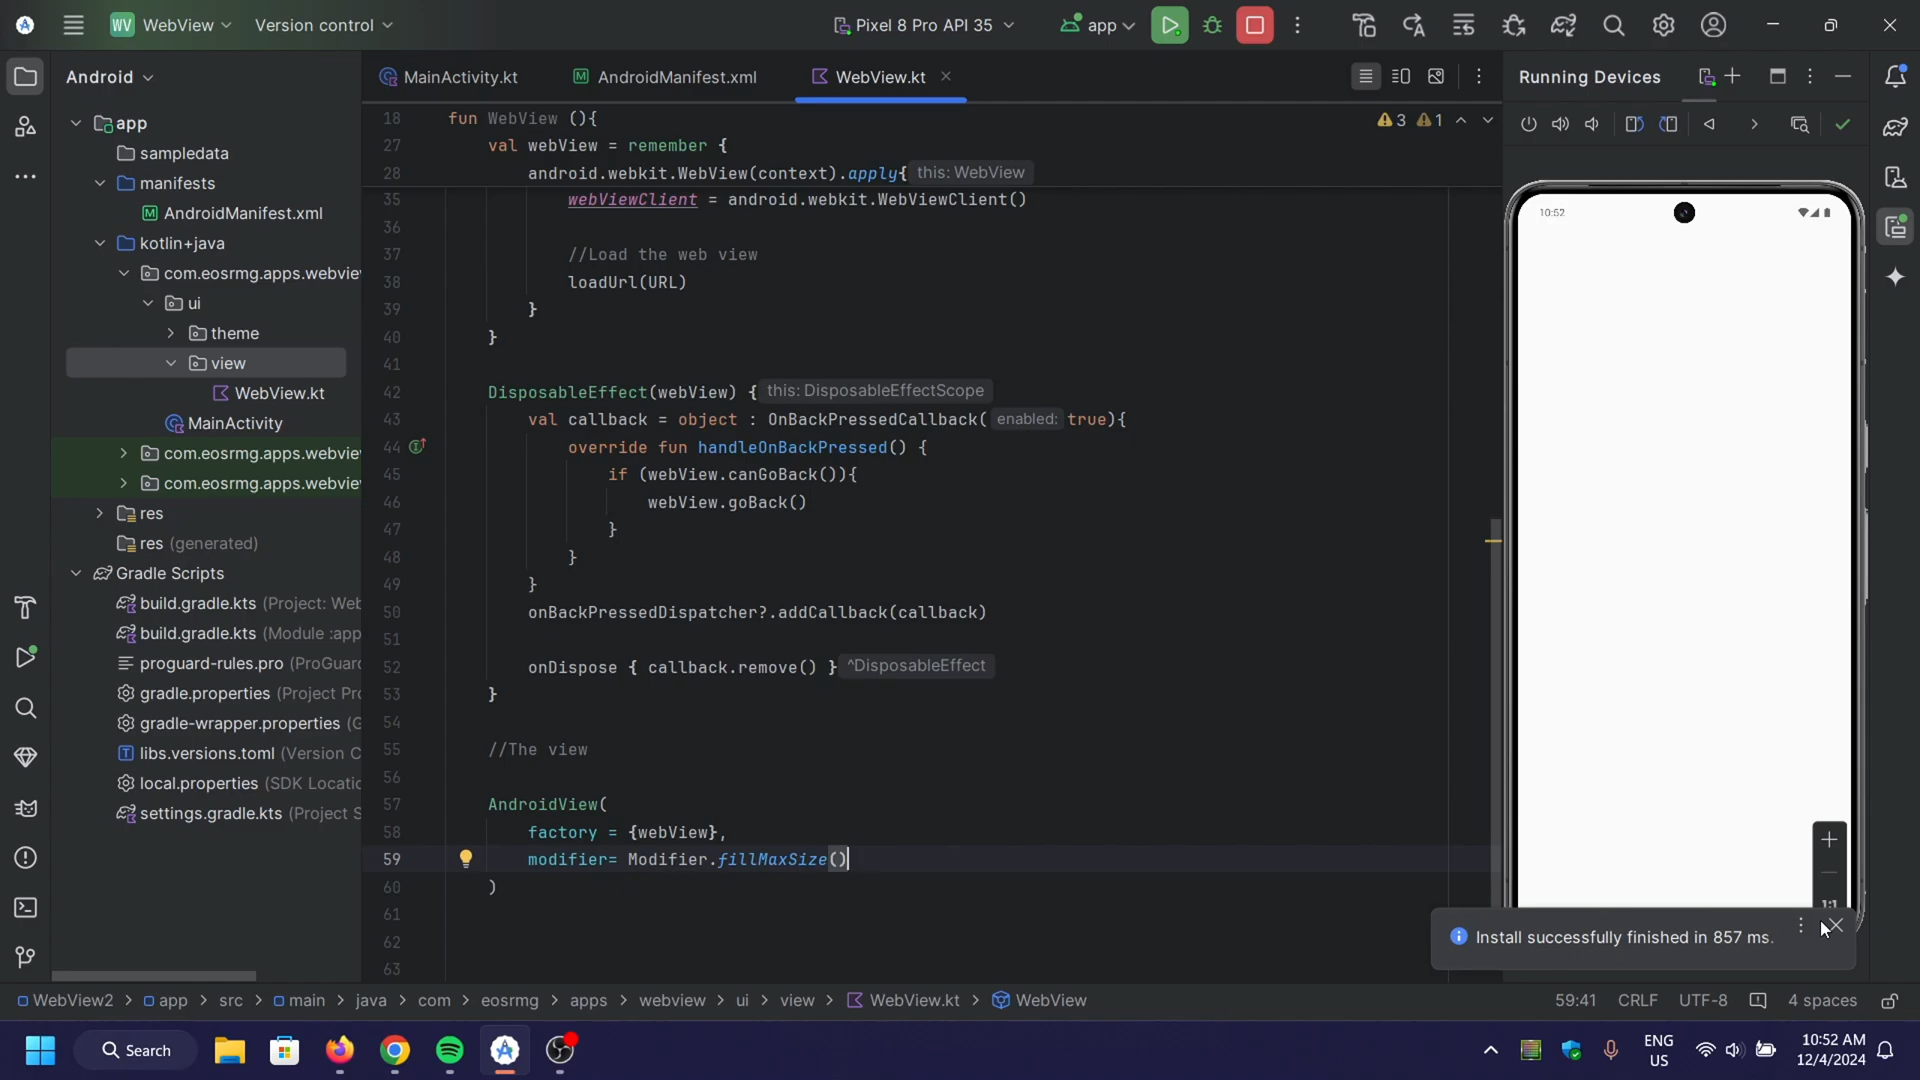 WV WebView Version control Pixel 8 Pro API 35 app
Android
MainActivity.kt
AndroidManifest.xml
WebView.kt
Running Devices
app
sampledata
manifests
AndroidManifest.xml
kotlin+java
com.eosrmg.apps.webvie
ui
theme
view
WebView.kt
MainActivity
com.eosrmg.apps.webvie
com.eosrmg.apps.webvie
res
res (generated)
Gradle Scripts
build.gradle.kts (Project: Web
build.gradle.kts (Module :app
proguard-rules.pro (ProGuard
gradle.properties (Project Pro
gradle-wrapper.properties (G
libs.versions.toml (Version C
local.properties (SDK Locatio
settings.gradle.kts (Project S
3 1
18 fun WebView (){
27 val webView = remember {
28 android.webkit.WebView(context).apply{ this: WebView
35 webViewClient = android.webkit.WebViewClient()
36
37 //Load the web view
38 loadUrl(URL)
39 }
40 }
41
42 DisposableEffect(webView) { this: DisposableEffectScope
43 val callback = object : OnBackPressedCallback( enabled: true){
44 override fun handleOnBackPressed() {
45 if (webView.canGoBack()){
46 webView.goBack()
47 }
48 }
49 }
50 onBackPressedDispatcher?.addCallback(callback)
51
52 onDispose { callback.remove() } ^DisposableEffect
53 }
54
55 //The view
56
57 AndroidView(
58 factory = {webView},
59 modifier= Modifier.fillMaxSize()
60 )
61
62
63
10:52
1:1
Install successfully finished in 857 ms.
WebView2 > app > src > main > java > com > eosrmg > apps > webview > ui > view > WebView.kt > WebView
59:41 CRLF UTF-8 4 spaces
Search
ENG
US
10:52 AM
12/4/2024